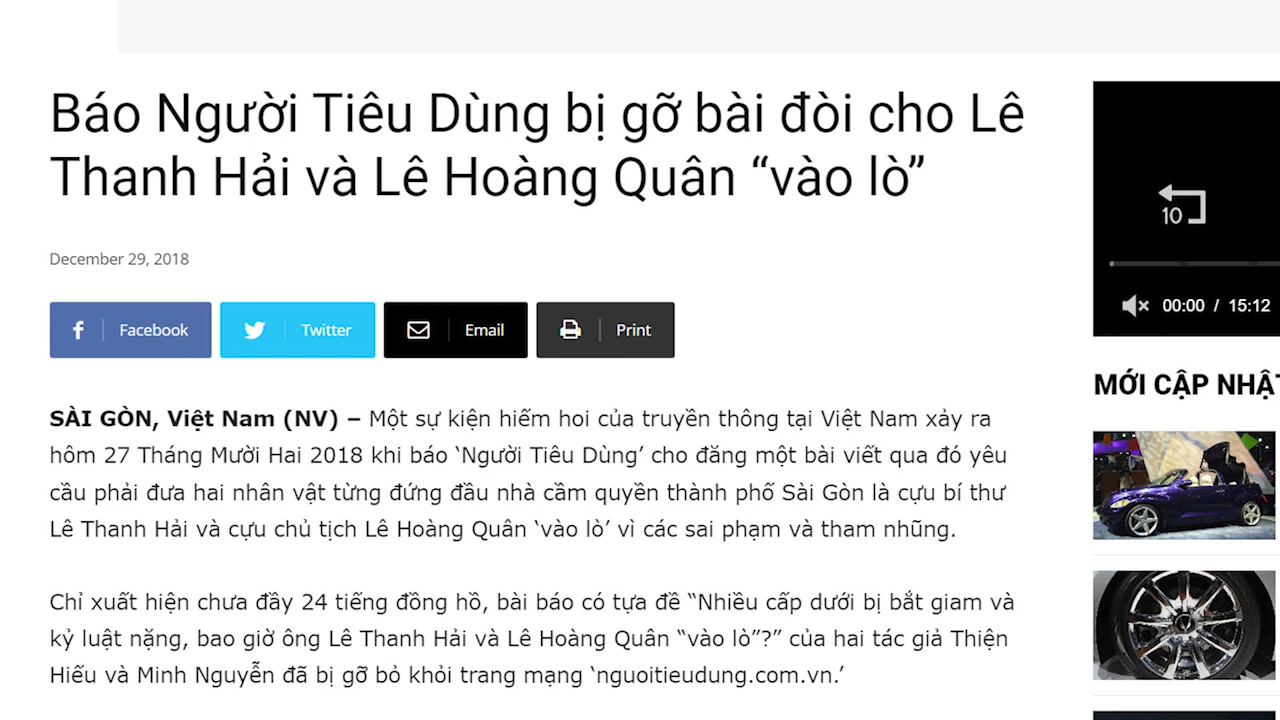 Báo Người Tiêu Dùng bị gỡ bài đòi cho Lê
Thanh Hải và Lê Hoàng Quân “vào lò”
December 29, 2018
Facebook
Twitter
Email
Print
SÀI GÒN, Việt Nam (NV) – Một sự kiện hiếm hoi của truyền thông tại Việt Nam xảy ra
hôm 27 Tháng Mười Hai 2018 khi báo ‘Người Tiêu Dùng’ cho đăng một bài viết qua đó yêu
cầu phải đưa hai nhân vật từng đứng đầu nhà cầm quyền thành phố Sài Gòn là cựu bí thư
Lê Thanh Hải và cựu chủ tịch Lê Hoàng Quân ‘vào lò’ vì các sai phạm và tham nhũng.
Chỉ xuất hiện chưa đầy 24 tiếng đồng hồ, bài báo có tựa đề “Nhiều cấp dưới bị bắt giam và
kỷ luật nặng, bao giờ ông Lê Thanh Hải và Lê Hoàng Quân “vào lò”?” của hai tác giả Thiện
Hiếu và Minh Nguyễn đã bị gỡ bỏ khỏi trang mạng ‘nguoitieudung.com.vn.’
10
00:00 / 15:12
MỚI CẬP NHẬT